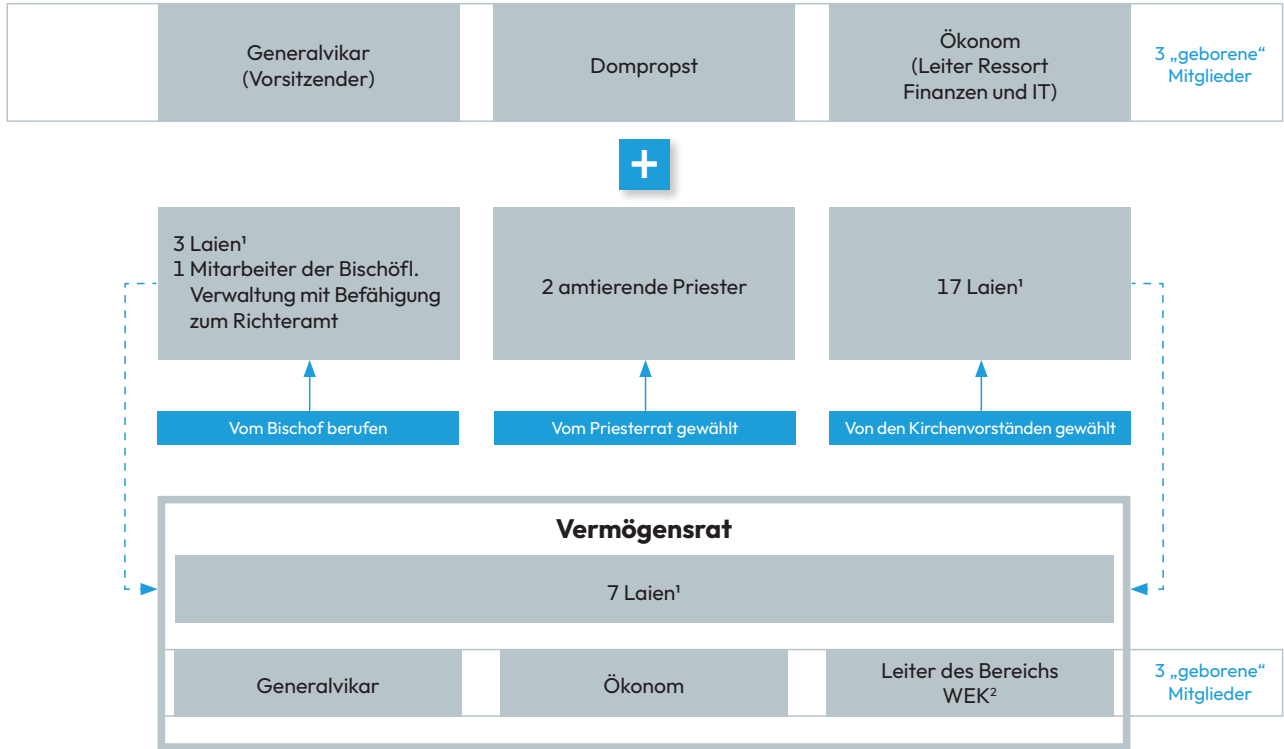 Generalvikar
(Vorsitzender)
Dompropst
Ökonom
(Leiter Ressort
Finanzen und IT)
3 „geborene“
Mitglieder
+
3 Laien¹
1 Mitarbeiter der Bischöfl.
Verwaltung mit Befähigung
zum Richteramt
2 amtierende Priester
17 Laien¹
Vom Bischof berufen
Vom Priesterrat gewählt
Von den Kirchenvorständen gewählt
Vermögensrat
7 Laien¹
Generalvikar
Ökonom
Leiter des Bereichs
WEK²
3 „geborene“
Mitglieder